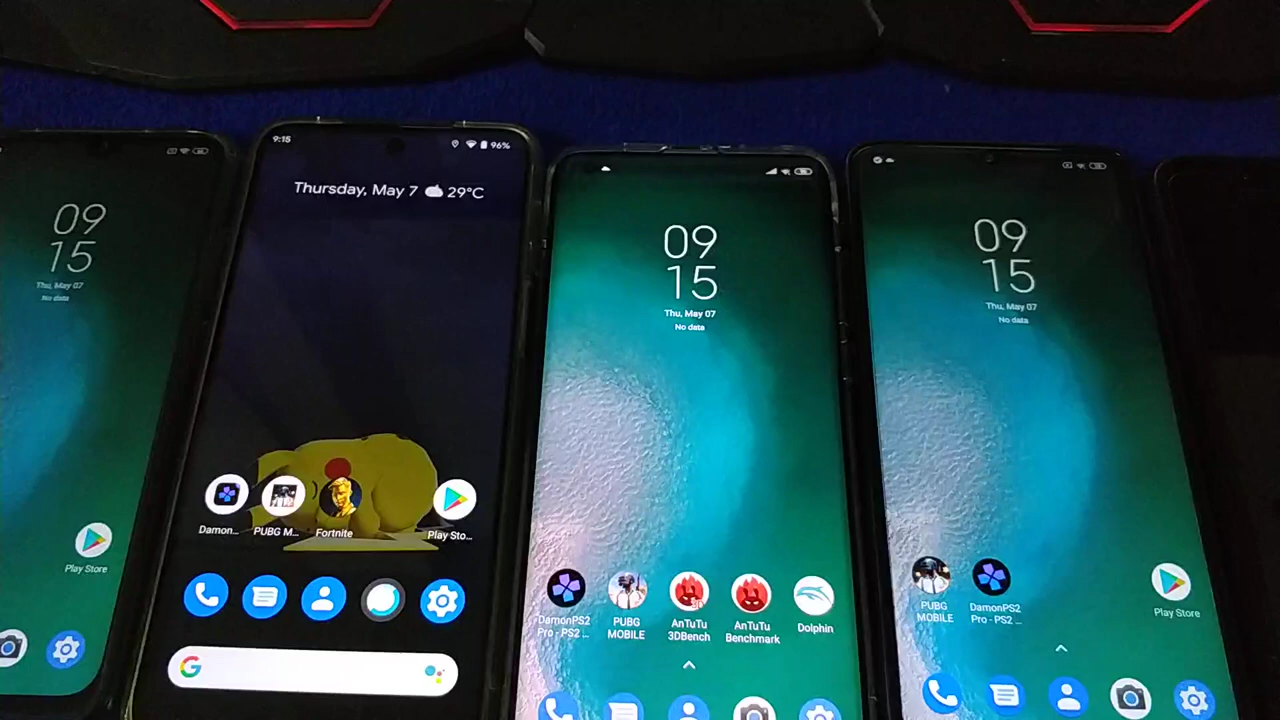 09
15
Thu, May 07
No data
Play Store
9:15
96%
Thursday, May 7 29°C
Damon...
PUBG M...
Fortnite
Play Sto...
G
09
15
Thu, May 07
No data
DamonPS2
Pro - PS2 ...
PUBG
MOBILE
AnTuTu
3DBench
AnTuTu
Benchmark
Dolphin
09
15
Thu, May 07
No data
PUBG
MOBILE
DamonPS2
Pro - PS2 ...
Play Store